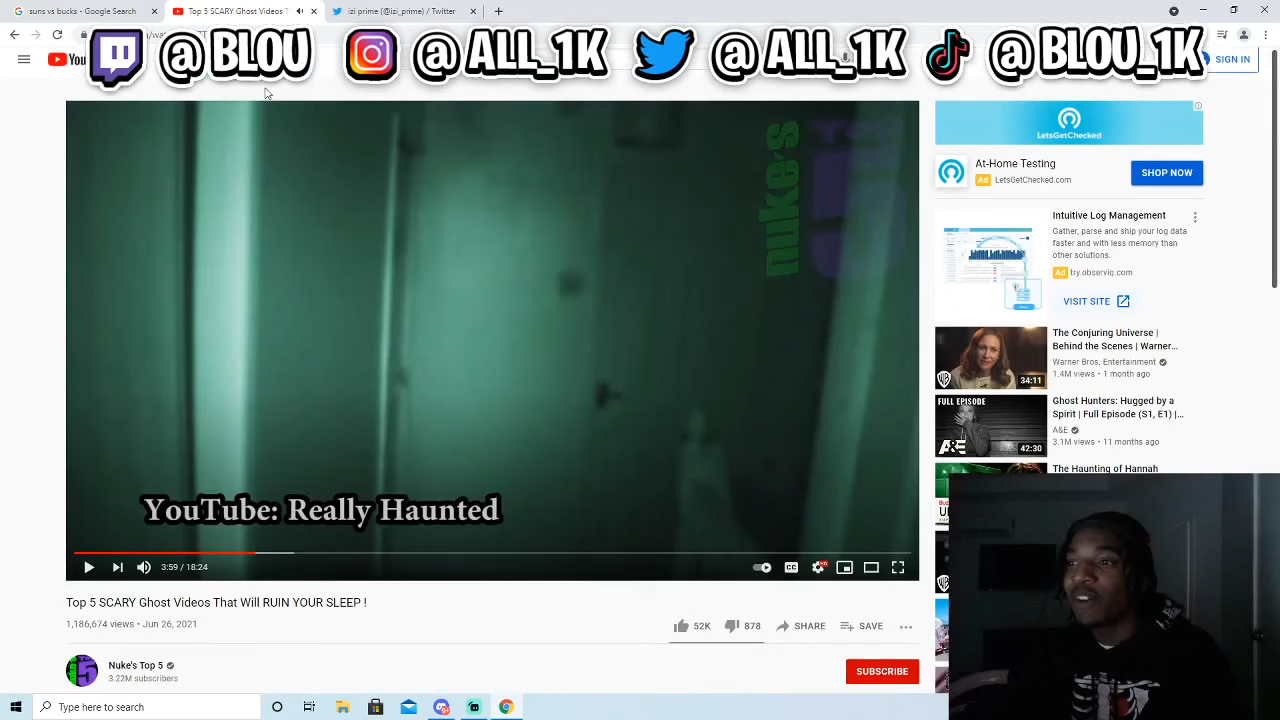 suns vs bucks - Google Search
Top 5 SCARY Ghost Videos T
izi prime (@izi_prime) / Twitter
@ BLOU
@ ALL_1K
@ ALL_1K
@ BLOU_1K
SIGN IN
nuke's
TOP
YouTube: Really Haunted
3:59 / 18:24
CC
HD
Top 5 SCARY Ghost Videos That Will RUIN YOUR SLEEP !
1,186,674 views • Jun 26, 2021
52K
878
SHARE
SAVE
Nuke's Top 5
3.22M subscribers
SUBSCRIBE
LetsGetChecked
At-Home Testing
Ad LetsGetChecked.com
SHOP NOW
Intuitive Log Management
Gather, parse and ship your log data
faster and with less memory than
other solutions.
Ad try.observiq.com
VISIT SITE
The Conjuring Universe |
Behind the Scenes | Warner...
Warner Bros. Entertainment
1.4M views • 1 month ago
34:11
FULL EPISODE
Ghost Hunters: Hugged by a
Spirit | Full Episode (S1, E1) |...
A&E
3.1M views • 11 months ago
A&E
42:30
The Haunting of Hannah
Type here to search